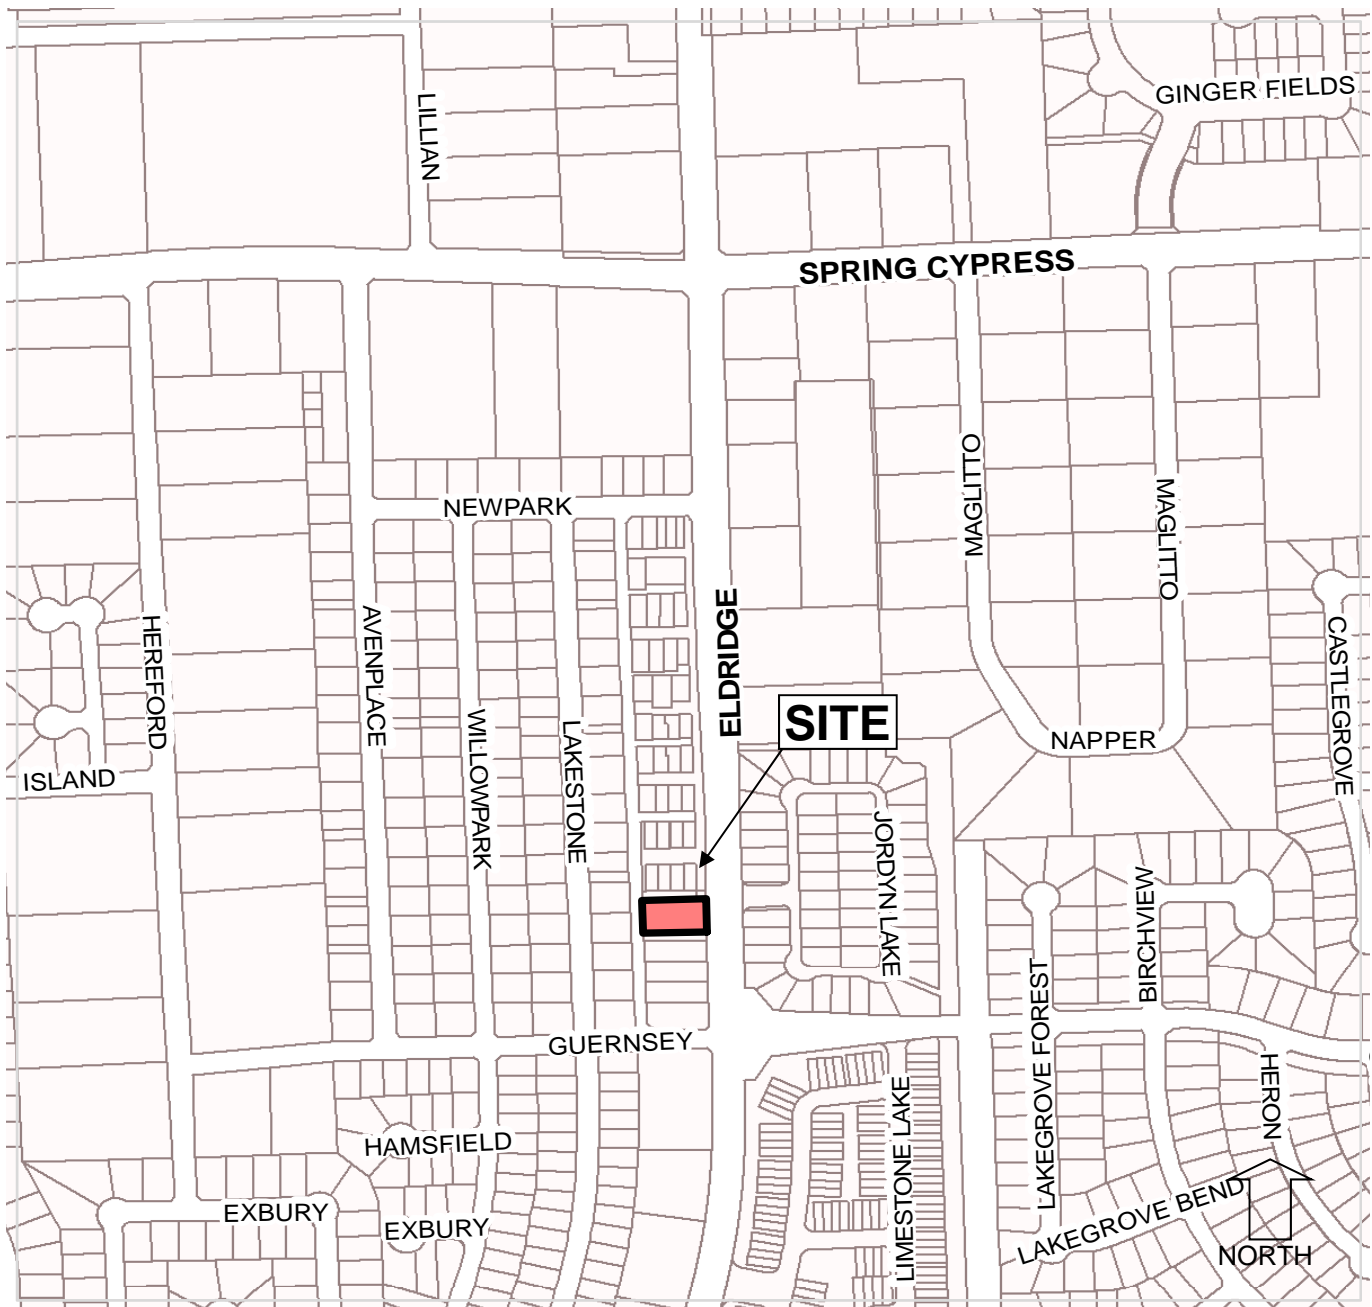 GINGER FIELDS
LILLIAN
SPRING CYPRESS
MAGLITTO
MAGLITTO
NEWPARK
ELDRIDGE
AVENPLACE
HEREFORD
CASTLEGROVE
SITE
WILLOWPARK
LAKESTONE
NAPPER
ISLAND
JORDYN LAKE
BIRCHVIEW
LAKEGROVE FOREST
GUERNSEY
HERON
LIMESTONE LAKE
HAMSFIELD
LAKEGROVE BEND
EXBURY
EXBURY
NORTH